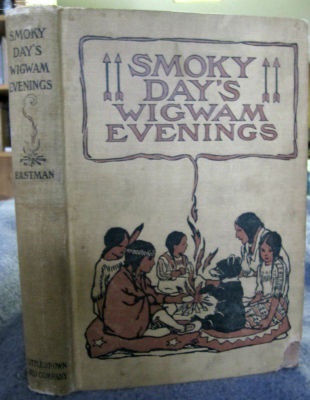 SMOKY
DAY'S
WIGWAM
EVENINGS
EASTMAN
LITTLE, BROWN
AND COMPANY
SMOKY
DAY'S
WIGWAM
EVENINGS